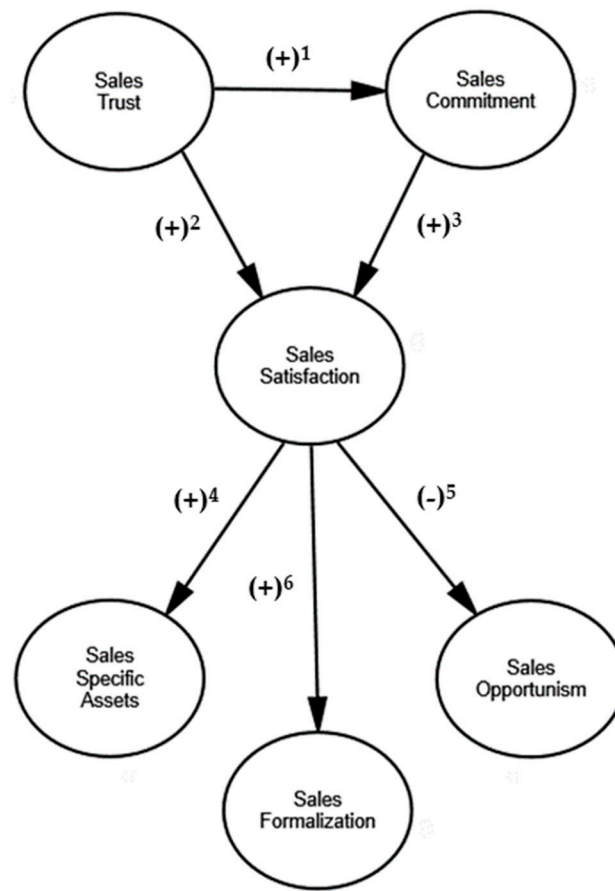 Sales
Trust
(+)1
Sales
Commitment
(+)2
(+)3
Sales
Satisfaction
(+)4
(-)5
(+)6
Sales
Specific
Assets
Sales
Opportunism
Sales
Formalization